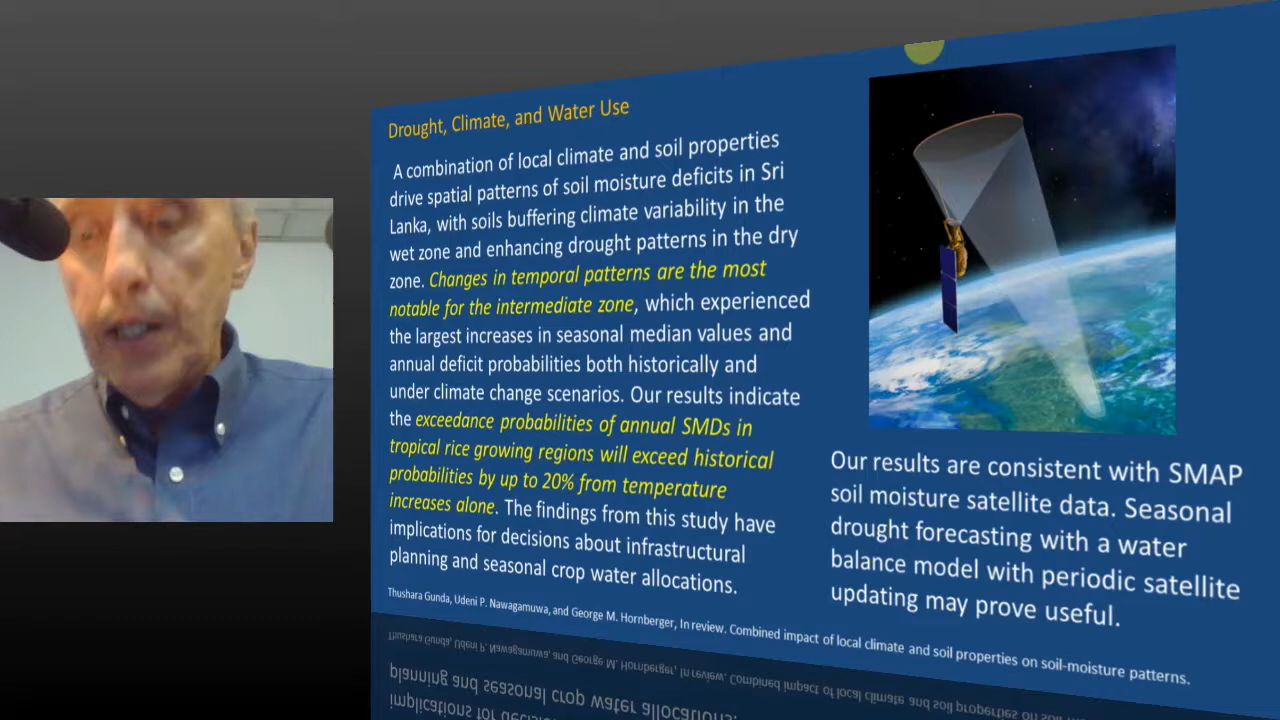 Drought, Climate, and Water Use
A combination of local climate and soil properties
drive spatial patterns of soil moisture deficits in Sri
Lanka, with soils buffering climate variability in the
wet zone and enhancing drought patterns in the dry
zone. Changes in temporal patterns are the most
notable for the intermediate zone, which experienced
the largest increases in seasonal median values and
annual deficit probabilities both historically and
under climate change scenarios. Our results indicate
the exceedance probabilities of annual SMDs in
tropical rice growing regions will exceed historical
probabilities by up to 20% from temperature
increases alone. The findings from this study have
implications for decisions about infrastructural
planning and seasonal crop water allocations.
Our results are consistent with SMAP
soil moisture satellite data. Seasonal
drought forecasting with a water
balance model with periodic satellite
updating may prove useful.
Thushara Gunda, Udeni P. Nawagamuwa, and George M. Hornberger, In review. Combined impact of local climate and soil properties on soil-moisture patterns.